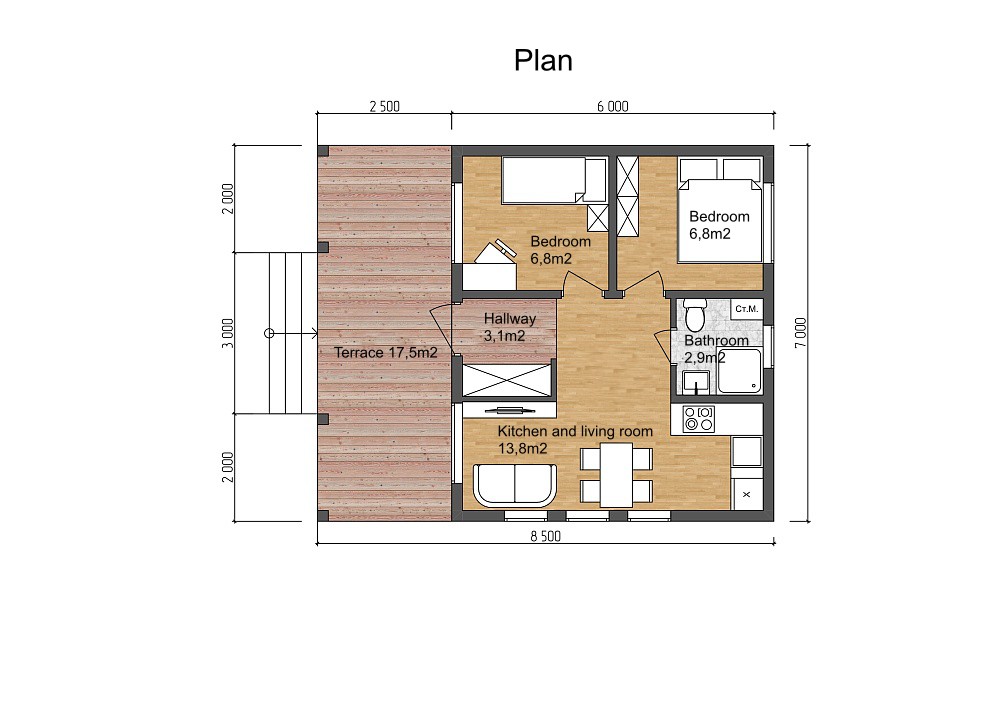 Plan
2 500
6 000
2 000
3 000
2 000
7 000
8 500
Bedroom
6,8m2
Bedroom
6,8m2
Hallway
3,1m2
Ст.М.
Bathroom
2,9m2
Terrace 17,5m2
Kitchen and living room
13,8m2
X